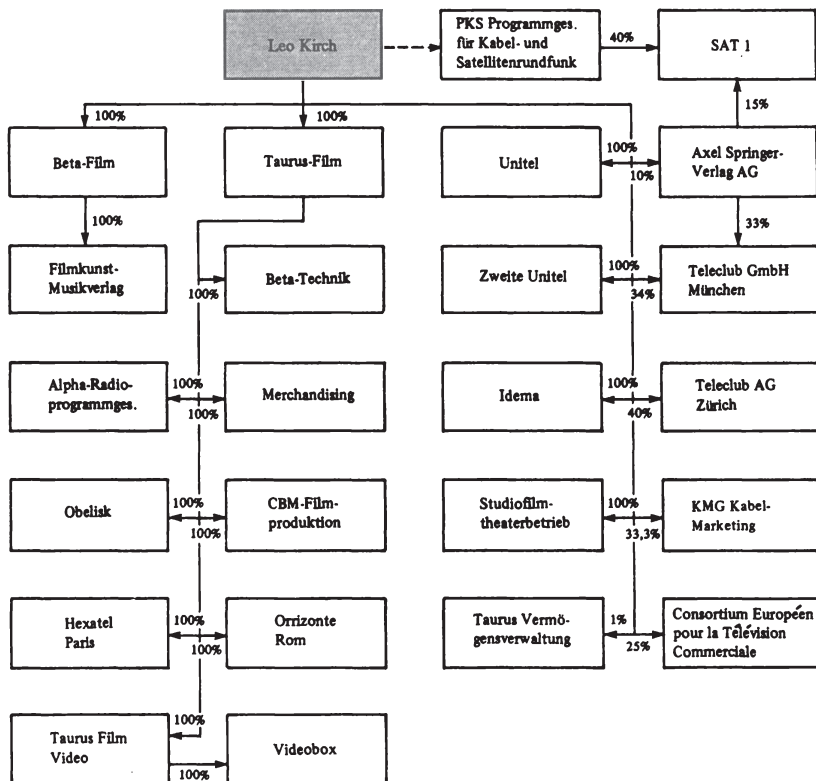 Leo Kirch
PKS Programmges.
für Kabel- und
Satellitenrundfunk
40%
SAT 1
100%
100%
15%
Beta-Film
Taurus-Film
Unitel
100%
10%
Axel Springer-
Verlag AG
100%
33%
Filmkunst-
Musikverlag
100%
Beta-Technik
Zweite Unitel
100%
34%
Teleclub GmbH
München
Alpha-Radio-
programmges.
100%
100%
Merchandising
Idema
100%
40%
Teleclub AG
Zürich
Obelisk
100%
100%
CBM-Film-
produktion
Studiofilm-
theaterbetrieb
100%
33,3%
KMG Kabel-
Marketing
Hexatel
Paris
100%
100%
Orrizonte
Rom
Taurus Vermö-
gensverwaltung
1%
25%
Consortium Européen
pour la Télévision
Commerciale
Taurus Film
Video
100%
100%
Videobox